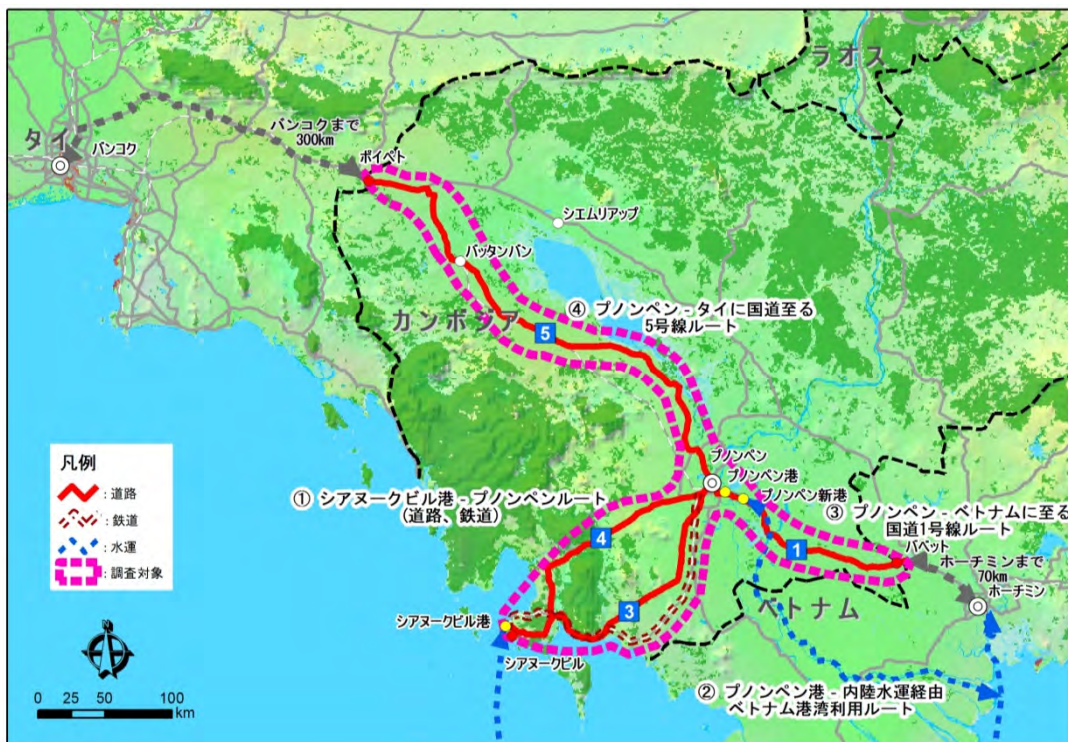 ラオス
タイ
バンコク
バンコクまで
300km
ポイペト
シエムリアップ
バッタンバン
カンボジア
④ プノンペン - タイに国道至る
5号線ルート
5
凡例
：道路
：鉄道
：水運
：調査対象
① シアヌークビル港 - プノンペンルート
(道路、鉄道)
プノンペン
プノンペン港
プノンペン新港
③ プノンペン - ベトナムに至る
国道1号線ルート
バベット
4
1
ホーチミンまで
70km
ホーチミン
3
ベトナム
シアヌークビル港
シアヌークビル
② プノンペン港 - 内陸水運経由
ベトナム港湾利用ルート
0 25 50 100
km